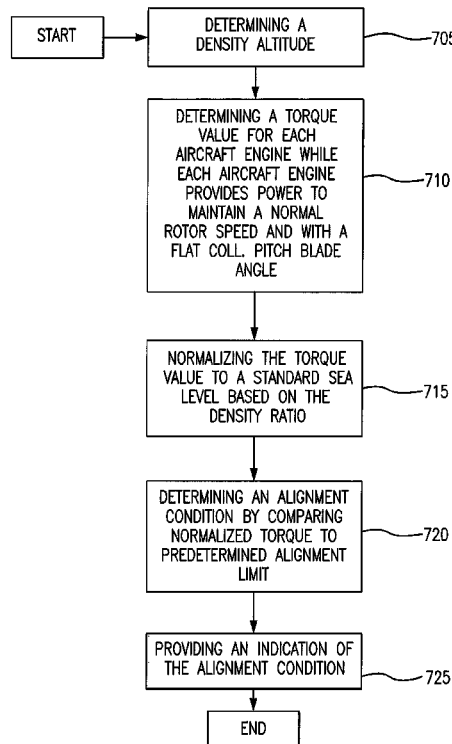 START
DETERMINING A
DENSITY ALTITUDE
705
DETERMINING A TORQUE
VALUE FOR EACH
AIRCRAFT ENGINE WHILE
EACH AIRCRAFT ENGINE
PROVIDES POWER TO
MAINTAIN A NORMAL
ROTOR SPEED AND WITH A
FLAT COLL. PITCH BLADE
ANGLE
710
NORMALIZING THE TORQUE
VALUE TO A STANDARD SEA
LEVEL BASED ON THE
DENSITY RATIO
715
DETERMINING AN ALIGNMENT
CONDITION BY COMPARING
NORMALIZED TORQUE TO
PREDETERMINED ALIGNMENT
LIMIT
720
PROVIDING AN INDICATION OF
THE ALIGNMENT CONDITION
725
END